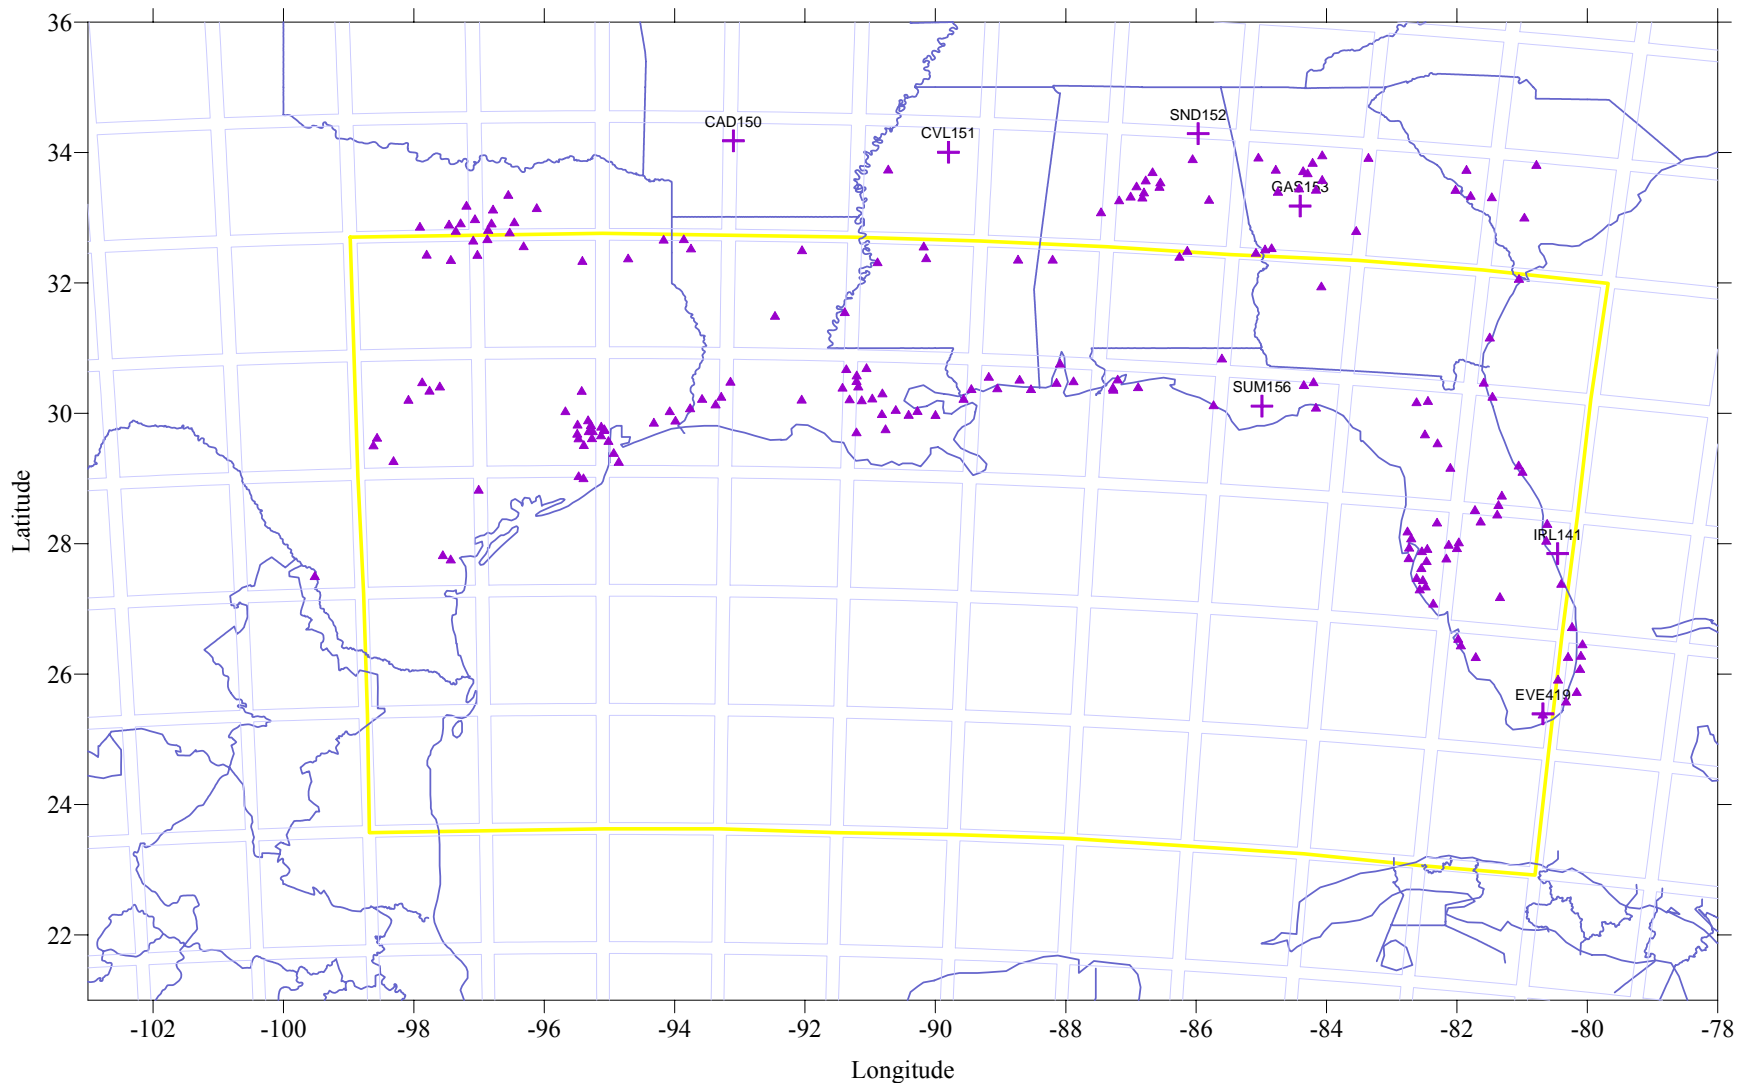 36
CAD150
CVL151
SND152
34
GAS153
32
SUM156
30
28
IRL141
26
EVE419
24
22
Latitude
-102 -100 -98 -96 -94 -92 -90 -88 -86 -84 -82 -80 -78
Longitude